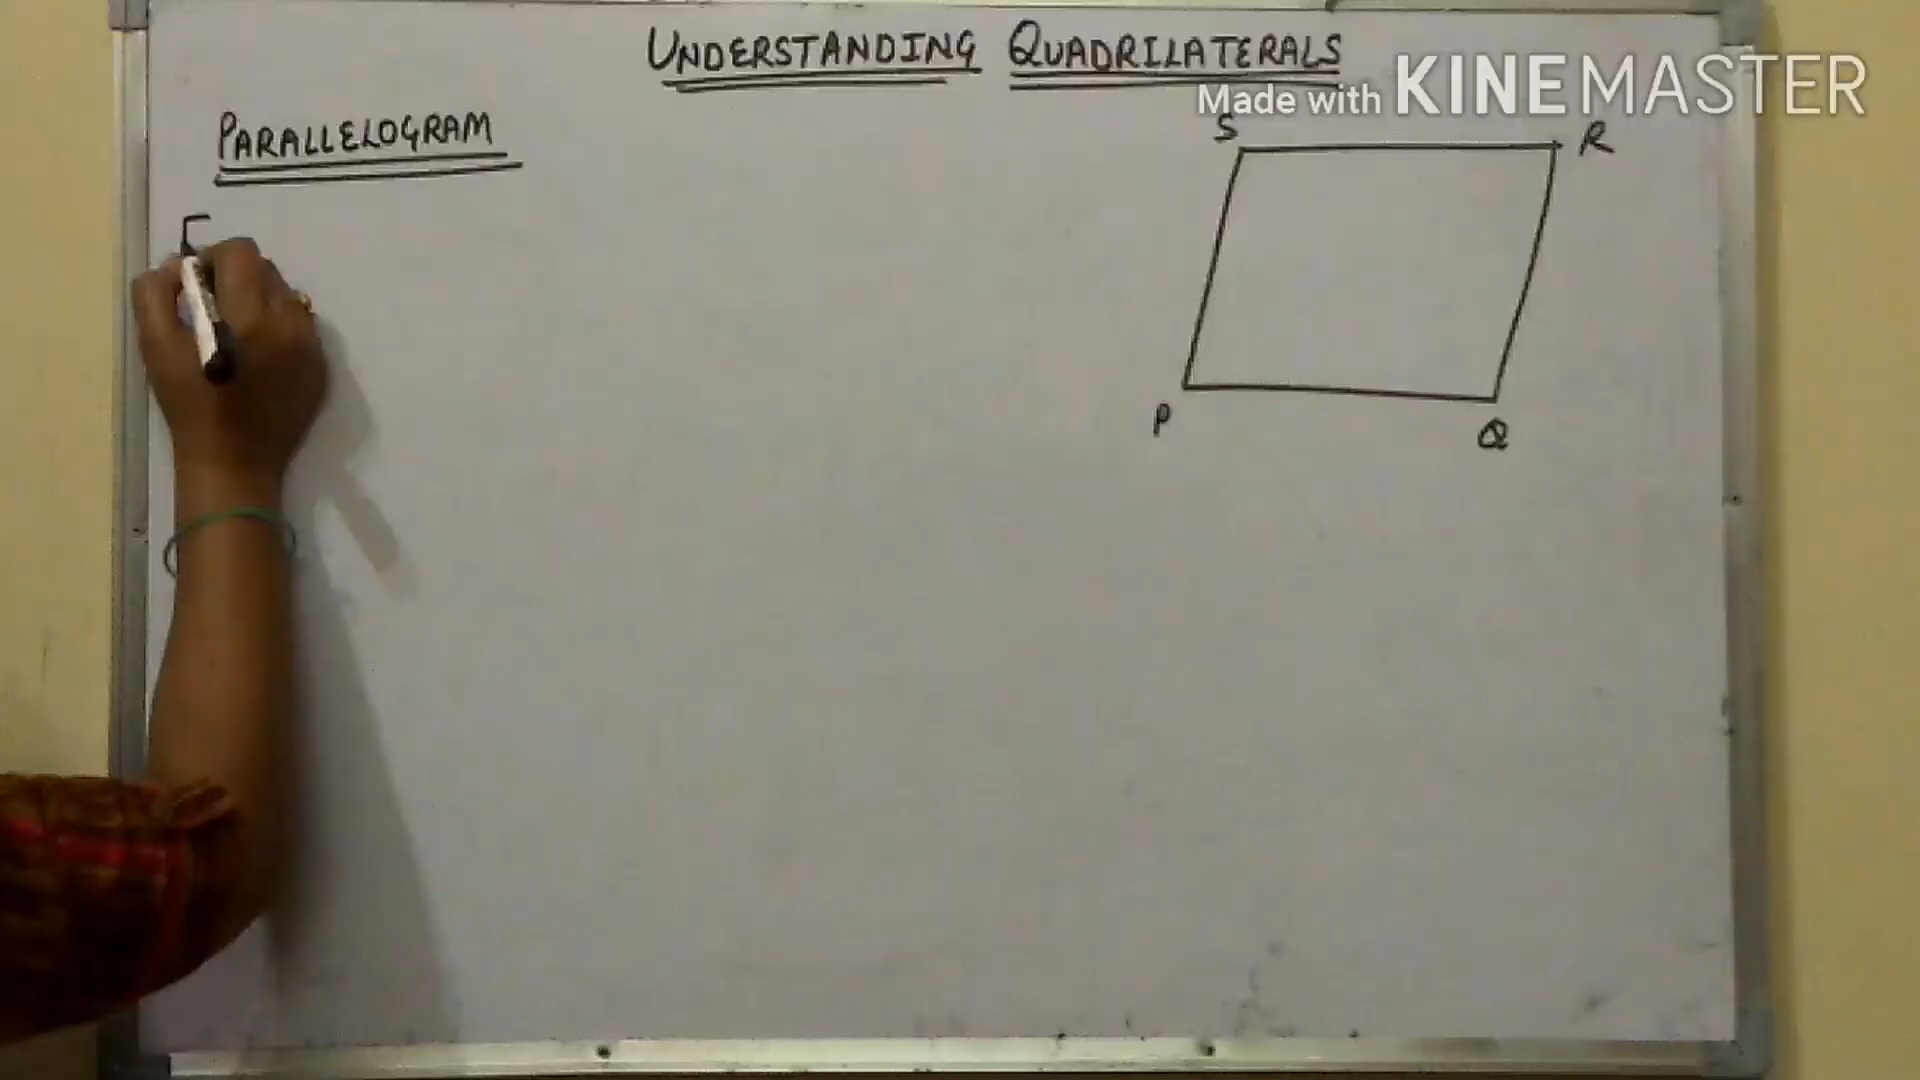 UNDERSTANDING QUADRILATERALS
Made with KINEMASTER
PARALLELOGRAM
S R
P Q